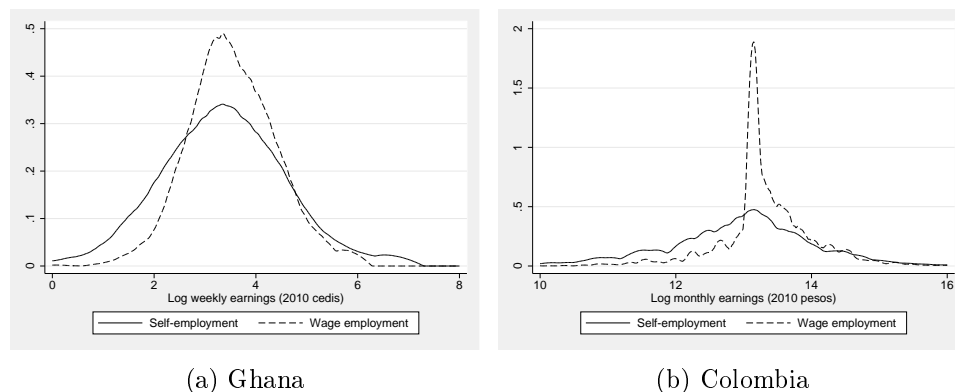 0 .1 .2 .3 .4 .5
0 2 4 6 8
Log weekly earnings (2010 cedis)
Self-employment Wage employment
(a) Ghana
0 .5 1 1.5 2
10 12 14 16
Log monthly earnings (2010 pesos)
Self-employment Wage employment
(b) Colombia